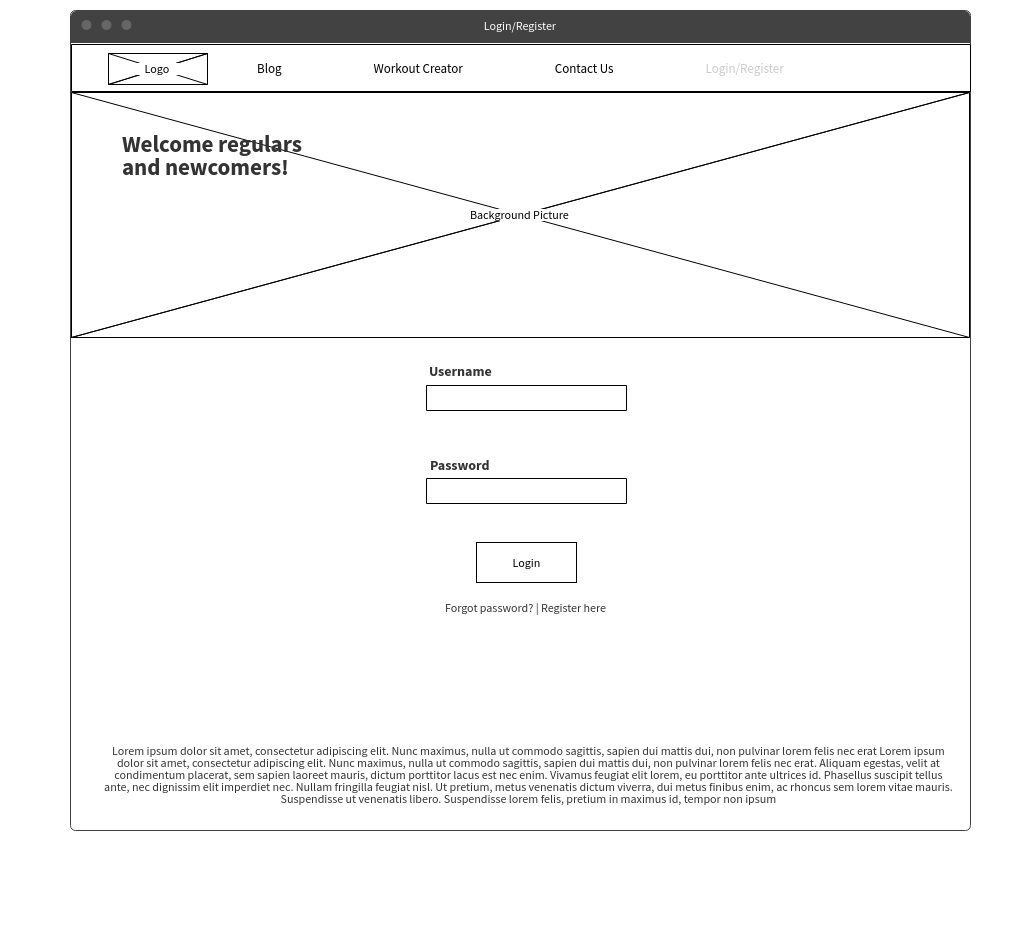 Login/Register
Logo
Blog
Workout Creator
Contact Us
Login/Register
Welcome regulars
and newcomers!
Background Picture
Username
Password
Login
Forgot password? | Register here
Lorem ipsum dolor sit amet, consectetur adipiscing elit. Nunc maximus, nulla ut commodo sagittis, sapien dui mattis dui, non pulvinar lorem felis nec erat Lorem ipsum
dolor sit amet, consectetur adipiscing elit. Nunc maximus, nulla ut commodo sagittis, sapien dui mattis dui, non pulvinar lorem felis nec erat. Aliquam egestas, velit at
condimentum placerat, sem sapien laoreet mauris, dictum porttitor lacus est nec enim. Vivamus feugiat elit lorem, eu porttitor ante ultrices id. Phasellus suscipit tellus
ante, nec dignissim elit imperdiet nec. Nullam fringilla feugiat nisl. Ut pretium, metus venenatis dictum viverra, dui metus finibus enim, ac rhoncus sem lorem vitae mauris.
Suspendisse ut venenatis libero. Suspendisse lorem felis, pretium in maximus id, tempor non ipsum